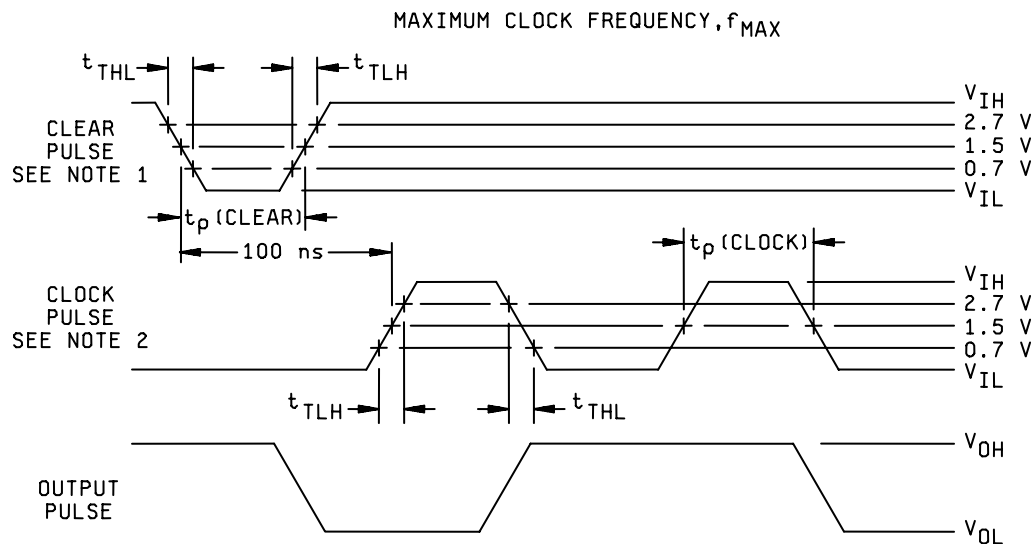 MAXIMUM CLOCK FREQUENCY,fMAX
tTHL
tTLH
CLEAR
PULSE
SEE NOTE 1
VIH
2.7 V
1.5 V
0.7 V
VIL
tp(CLEAR)
100 ns
tp(CLOCK)
CLOCK
PULSE
SEE NOTE 2
VIH
2.7 V
1.5 V
0.7 V
VIL
tTLH
tTHL
OUTPUT
PULSE
VOH
VOL